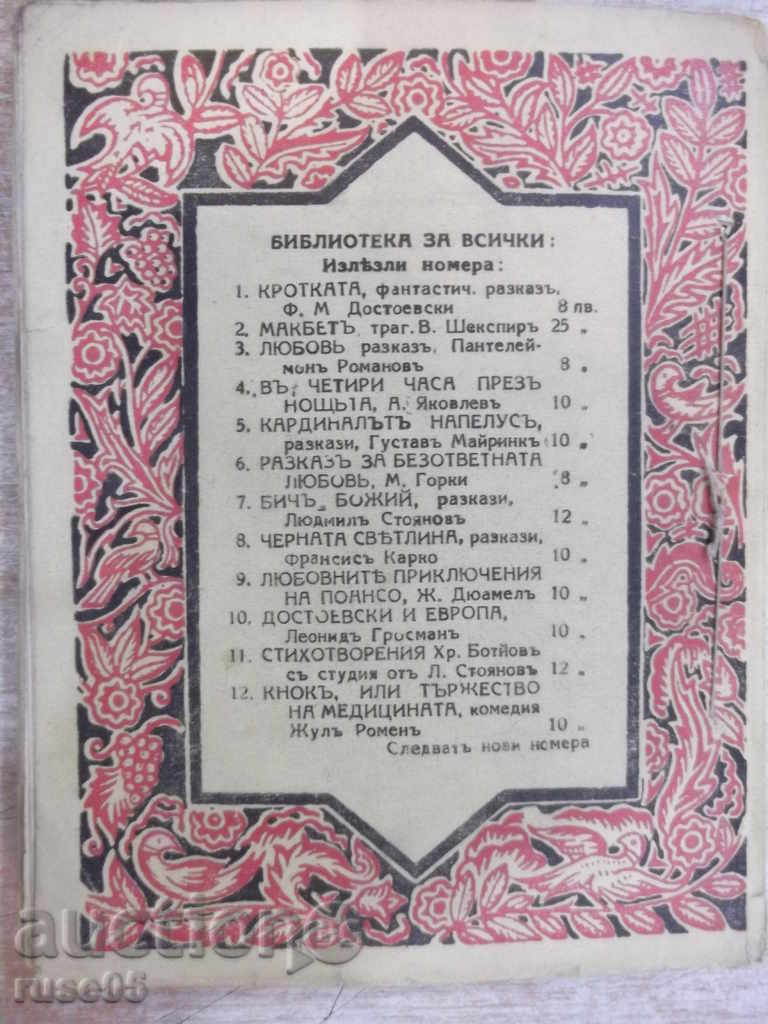 БИБЛИОТЕКА ЗА ВСИЧКИ:
Излѣзли номера:
1. КРОТКАТА, фантастич. разказъ,
Ф. М Достоевски 8 лв.
2. МАКБЕТЪ, траг. В. Шекспиръ 25 „
3. ЛЮБОВЬ разказъ, Пантелей-
монъ Романовъ 8 „
4. ВЪ ЧЕТИРИ ЧАСА ПРЕЗЪ
НОЩЬТА, А. Яковлевъ 10 „
5. КАРДИНАЛЪТЪ НАПЕЛУСЪ,
разкази, Густавъ Майринкъ 10 „
6. РАЗКАЗЪ ЗА БЕЗОТВЕТНАТА
ЛЮБОВЬ, М. Горки 8 „
7. БИЧЪ БОЖИЙ, разкази,
Людмилъ Стояновъ 12 „
8. ЧЕРНАТА СВѢТЛИНА, разкази,
Франсисъ Карко 10 „
9. ЛЮБОВНИТѢ ПРИКЛЮЧЕНИЯ
НА ПОАНСО, Ж. Дюамелъ 10 „
10. ДОСТОЕВСКИ И ЕВРОПА,
Леонидъ Гросманъ 10 „
11. СТИХОТВОРЕНИЯ Хр. Ботйовъ
съ студия отъ Л. Стояновъ 12 „
12. КНОКЪ, ИЛИ ТЪРЖЕСТВО
НА МЕДИЦИНАТА, комедия
Жулъ Роменъ 10 „
Следватъ нови номера
auctions
ruse05